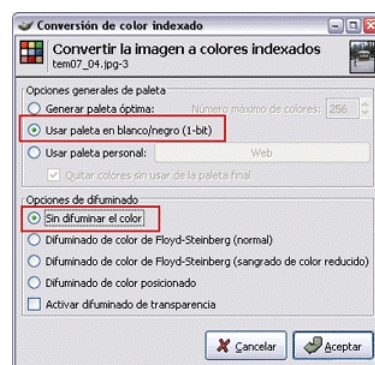 Conversión de color indexado
Convertir la imagen a colores indexados
tem07_04.jpg-3
Opciones generales de paleta
Generar paleta óptima: Número máximo de colores: 256
Usar paleta en blanco/negro (1-bit)
Usar paleta personal: Web
Quitar colores sin usar de la paleta final
Opciones de difuminado
Sin difuminar el color
Difuminado de color de Floyd-Steinberg (normal)
Difuminado de color de Floyd-Steinberg (sangrado de color reducido)
Difuminado de color posicionado
Activar difuminado de transparencia
Cancelar Aceptar